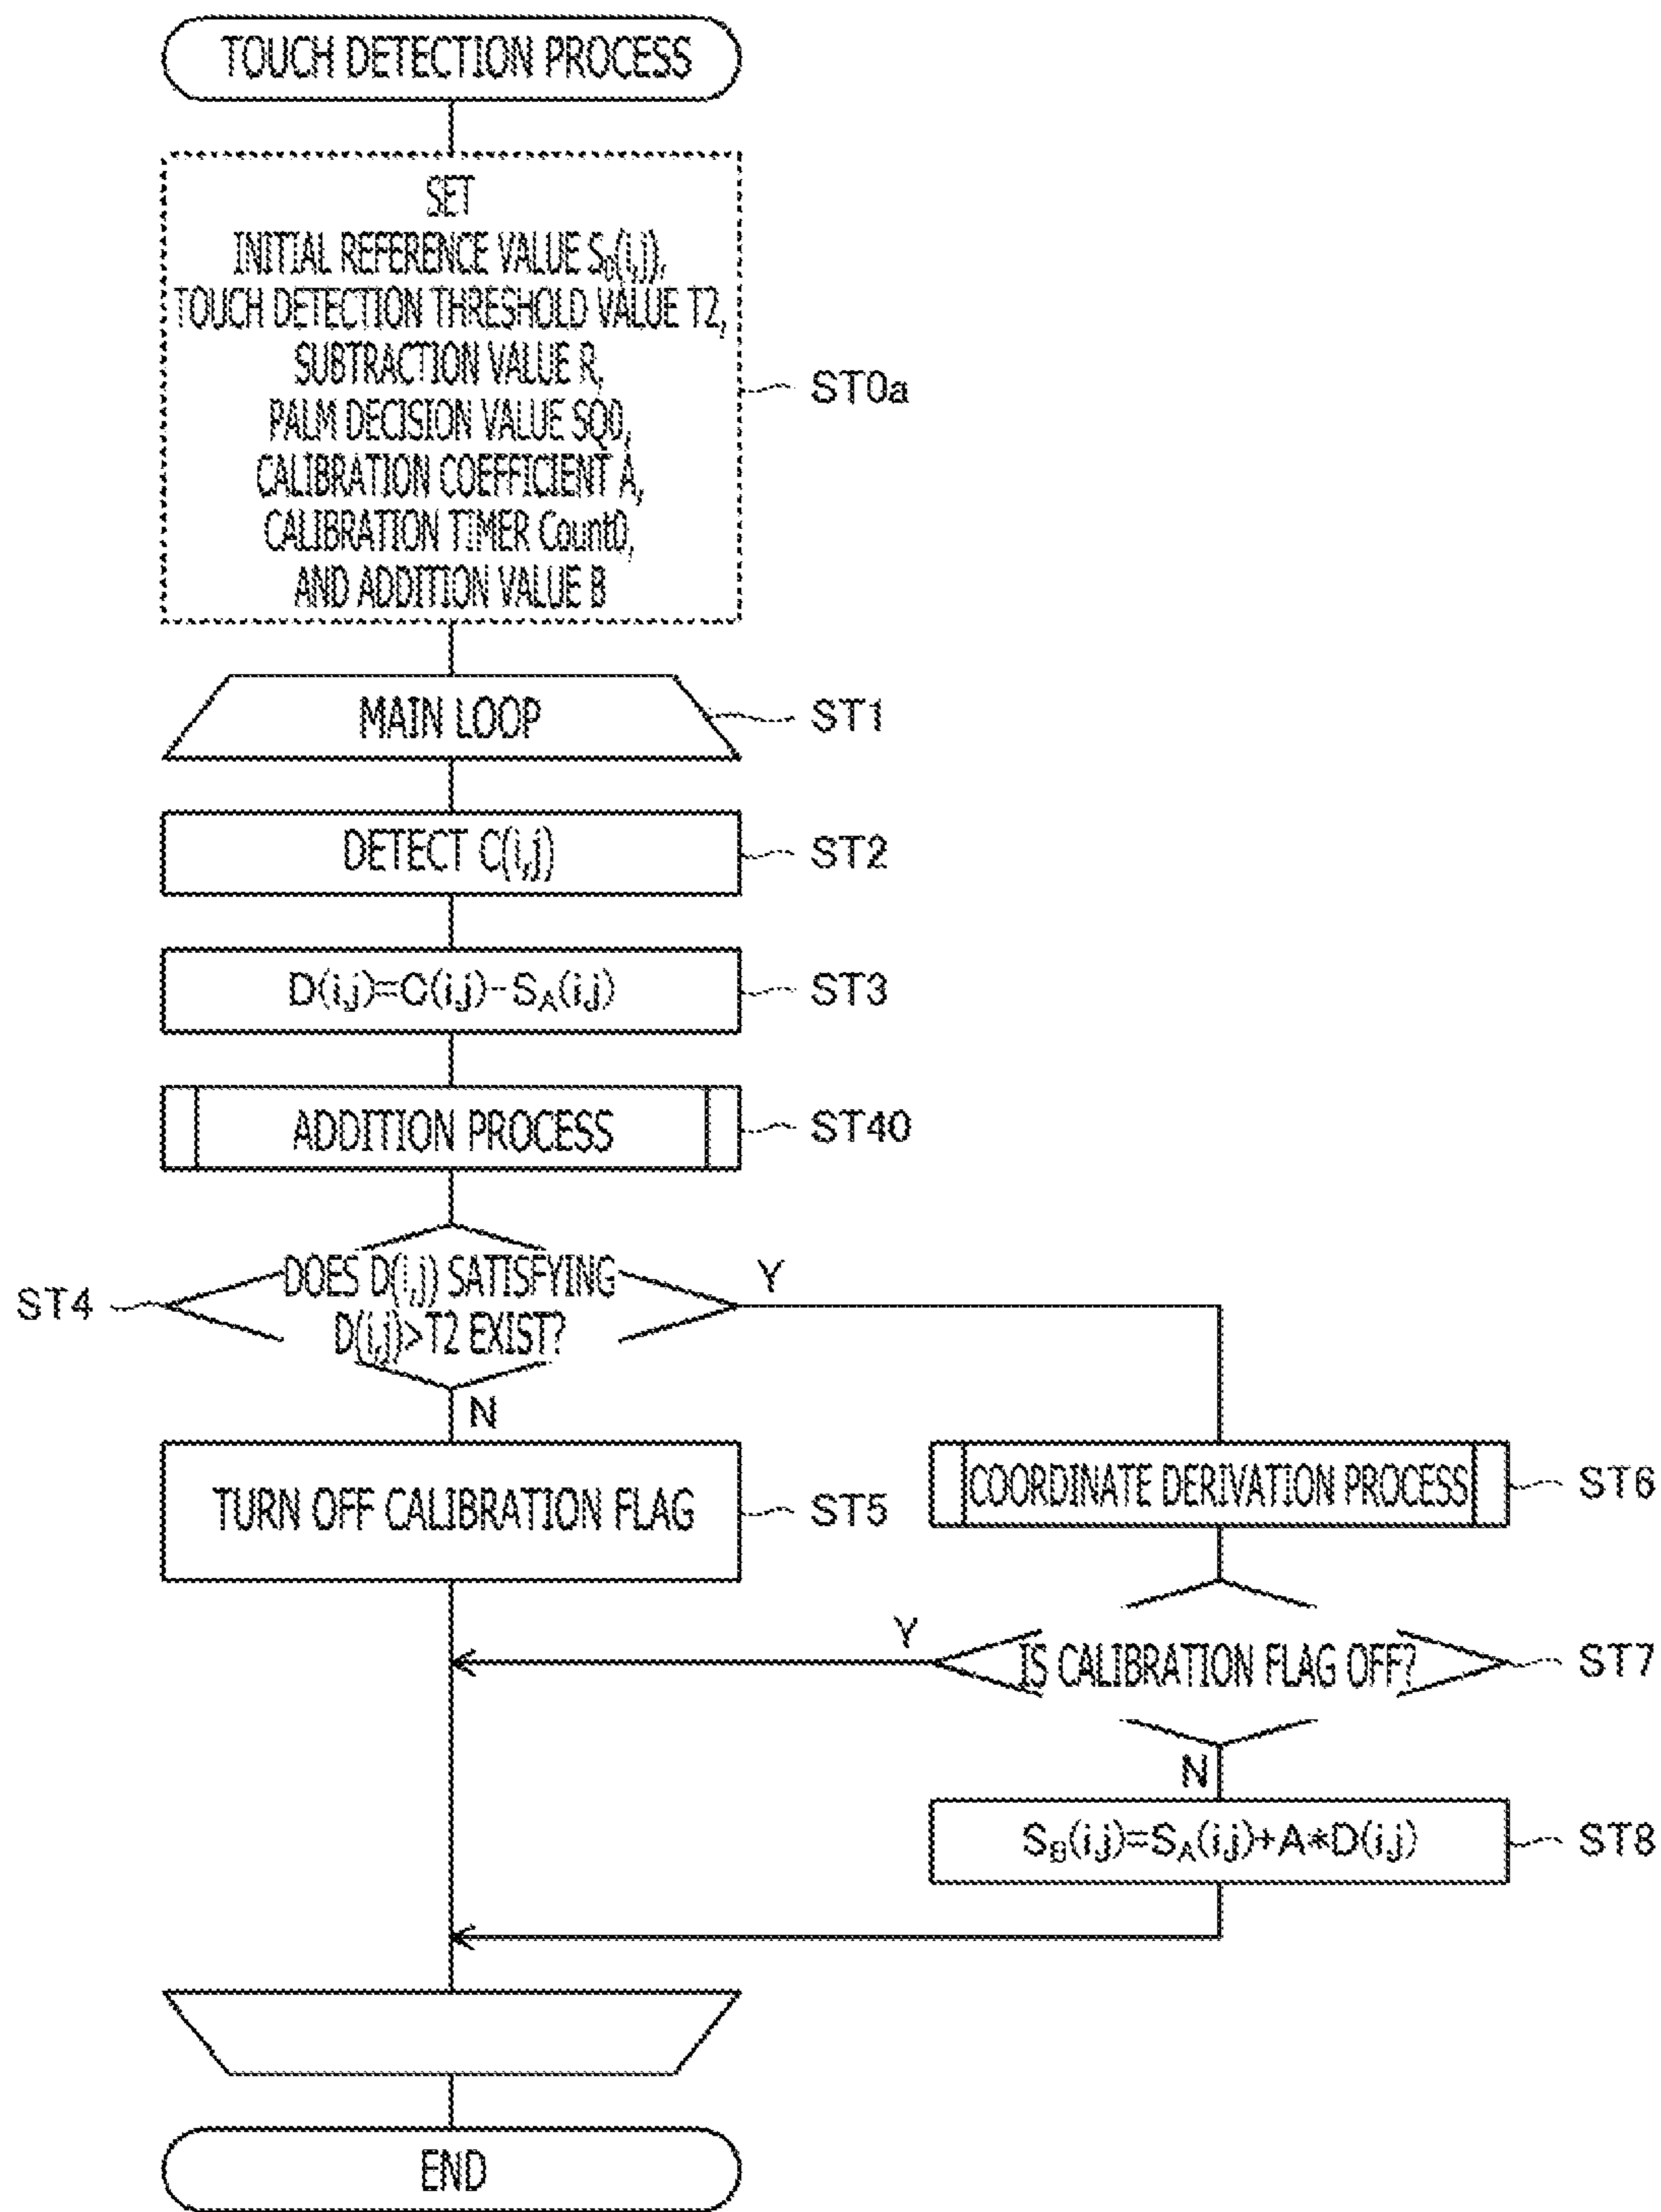 TOUCH DETECTION PROCESS
SET
INITIAL REFERENCE VALUE S₀(i,j),
TOUCH DETECTION THRESHOLD VALUE T2,
SUBTRACTION VALUE R,
PALM DECISION VALUE SQ0,
CALIBRATION COEFFICIENT A,
CALIBRATION TIMER Count0,
AND ADDITION VALUE B
ST0a
MAIN LOOP
ST1
DETECT C(i,j)
ST2
D(i,j)=C(i,j)-S_A(i,j)
ST3
ADDITION PROCESS
ST40
DOES D(i,j) SATISFYING
D(i,j)>T2 EXIST?
ST4
Y
N
TURN OFF CALIBRATION FLAG
ST5
COORDINATE DERIVATION PROCESS
ST6
IS CALIBRATION FLAG OFF?
Y
ST7
N
S_B(i,j)=S_A(i,j)+A*D(i,j)
ST8
END